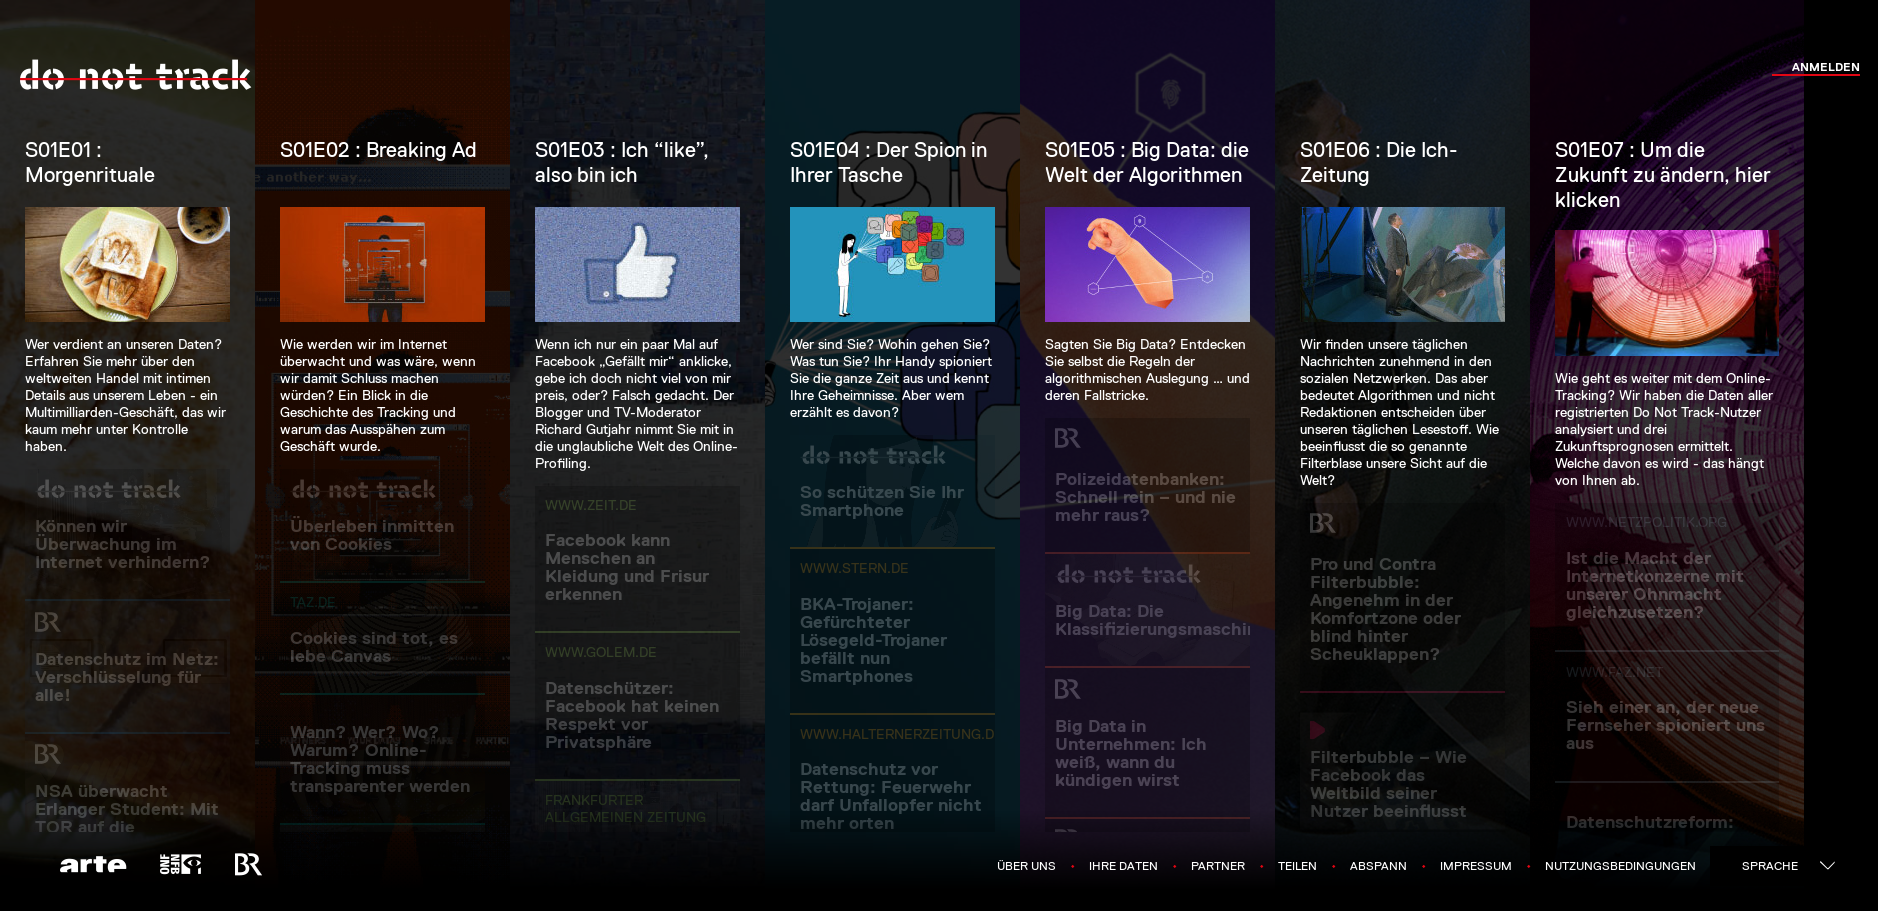 do not track
ANMELDEN
S01E01 :
Morgenrituale
Wer verdient an unseren Daten?
Erfahren Sie mehr über den
weltweiten Handel mit intimen
Details aus unserem Leben - ein
Multimilliarden-Geschäft, das wir
kaum mehr unter Kontrolle
haben.
do not track
Können wir
Überwachung im
Internet verhindern?
BR
Datenschutz im Netz:
Verschlüsselung für
alle!
BR
NSA überwacht
Erlanger Student: Mit
TOR auf die
S01E02 : Breaking Ad
Wie werden wir im Internet
überwacht und was wäre, wenn
wir damit Schluss machen
würden? Ein Blick in die
Geschichte des Tracking und
warum das Ausspähen zum
Geschäft wurde.
do not track
Überleben inmitten
von Cookies
TAZ.DE
Cookies sind tot, es
lebe Canvas
Wann? Wer? Wo?
Warum? Online-
Tracking muss
transparenter werden
S01E03 : Ich “like”,
also bin ich
Wenn ich nur ein paar Mal auf
Facebook „Gefällt mir“ anklicke,
gebe ich doch nicht viel von mir
preis, oder? Falsch gedacht. Der
Blogger und TV-Moderator
Richard Gutjahr nimmt Sie mit in
die unglaubliche Welt des Online-
Profiling.
WWW.ZEIT.DE
Facebook kann
Menschen an
Kleidung und Frisur
erkennen
WWW.GOLEM.DE
Datenschützer:
Facebook hat keinen
Respekt vor
Privatsphäre
FRANKFURTER
ALLGEMEINEN ZEITUNG
S01E04 : Der Spion in
Ihrer Tasche
Wer sind Sie? Wohin gehen Sie?
Was tun Sie? Ihr Handy spioniert
Sie die ganze Zeit aus und kennt
Ihre Geheimnisse. Aber wem
erzählt es davon?
do not track
So schützen Sie Ihr
Smartphone
WWW.STERN.DE
BKA-Trojaner:
Gefürchteter
Lösegeld-Trojaner
befällt nun
Smartphones
WWW.HALTERNERZEITUNG.D
Datenschutz vor
Rettung: Feuerwehr
darf Unfallopfer nicht
mehr orten
S01E05 : Big Data: die
Welt der Algorithmen
Sagten Sie Big Data? Entdecken
Sie selbst die Regeln der
algorithmischen Auslegung ... und
deren Fallstricke.
BR
Polizeidatenbanken:
Schnell rein – und nie
mehr raus?
do not track
Big Data: Die
Klassifizierungsmaschin
BR
Big Data in
Unternehmen: Ich
weiß, wann du
kündigen wirst
S01E06 : Die Ich-
Zeitung
Wir finden unsere täglichen
Nachrichten zunehmend in den
sozialen Netzwerken. Das aber
bedeutet Algorithmen und nicht
Redaktionen entscheiden über
unseren täglichen Lesestoff. Wie
beeinflusst die so genannte
Filterblase unsere Sicht auf die
Welt?
BR
Pro und Contra
Filterbubble:
Angenehm in der
Komfortzone oder
blind hinter
Scheuklappen?
Filterbubble – Wie
Facebook das
Weltbild seiner
Nutzer beeinflusst
S01E07 : Um die
Zukunft zu ändern, hier
klicken
Wie geht es weiter mit dem Online-
Tracking? Wir haben die Daten aller
registrierten Do Not Track-Nutzer
analysiert und drei
Zukunftsprognosen ermittelt.
Welche davon es wird - das hängt
von Ihnen ab.
WWW.NETZPOLITIK.ORG
Ist die Macht der
Internetkonzerne mit
unserer Ohnmacht
gleichzusetzen?
WWW.FAZ.NET
Sieh einer an, der neue
Fernseher spioniert uns
aus
Datenschutzreform:
arte
ONF NFB
BR
ÜBER UNS • IHRE DATEN • PARTNER • TEILEN • ABSPANN • IMPRESSUM • NUTZUNGSBEDINGUNGEN SPRACHE